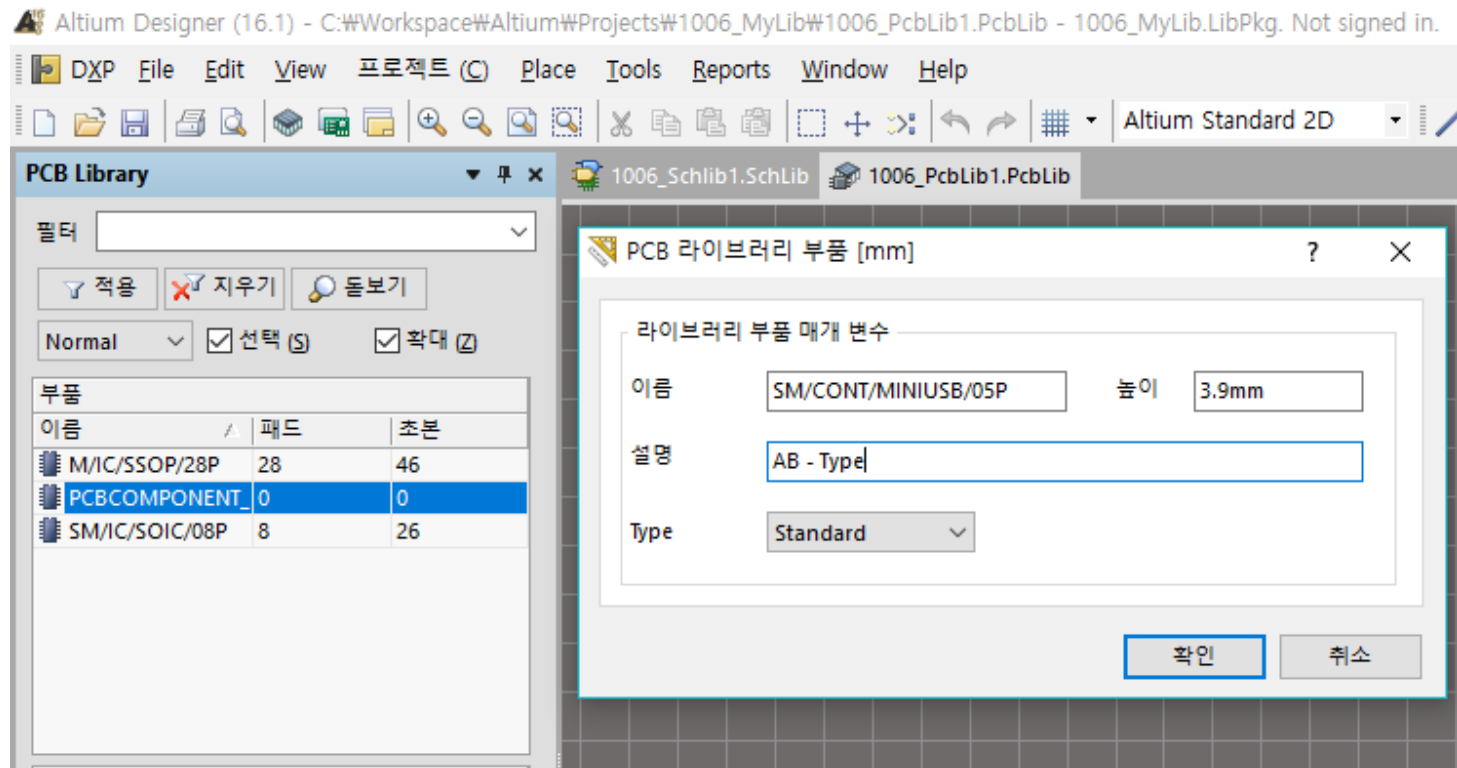 Altium Designer (16.1) - C:₩Workspace₩Altium₩Projects₩1006_MyLib₩1006_PcbLib1.PcbLib - 1006_MyLib.LibPkg. Not signed in.
DXP File Edit View 프로젝트 (C) Place Tools Reports Window Help
Altium Standard 2D
PCB Library
1006_Schlib1.SchLib 1006_PcbLib1.PcbLib
필터
적용 지우기 돋보기
Normal 선택 (S) 확대 (Z)
부품
이름 패드 초본
M/IC/SSOP/28P 28 46
PCBCOMPONENT_ 0 0
SM/IC/SOIC/08P 8 26
PCB 라이브러리 부품 [mm] ?
라이브러리 부품 매개 변수
이름 SM/CONT/MINIUSB/05P 높이 3.9mm
설명 AB - Type
Type Standard
확인 취소